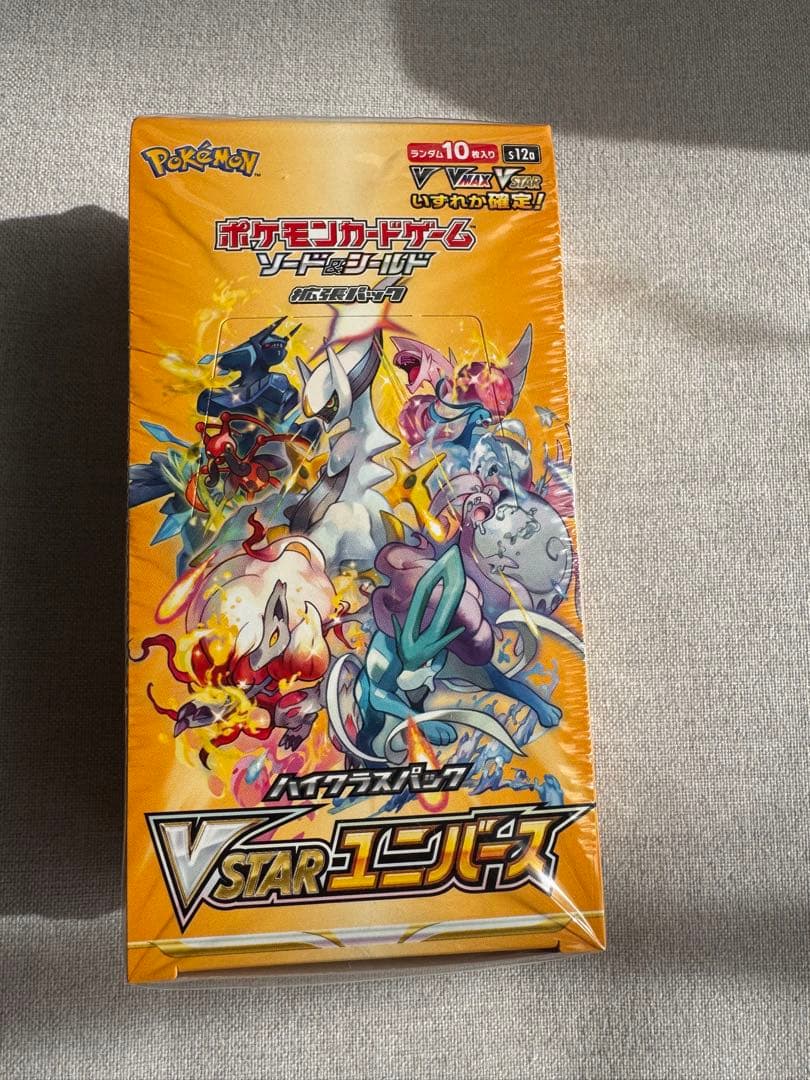 Pokémon™
ランダム10枚入り s12a
V VMAX VSTAR
いずれか確定!
ポケモンカードゲーム
ソード&シールド
拡張パック
ハイクラスパック
VSTARユニバース